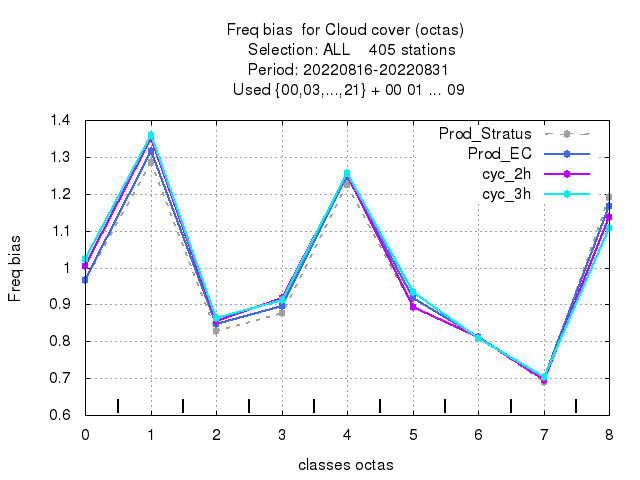 Freq bias  for Cloud cover (octas)
Selection: ALL    405 stations
Period: 20220816-20220831
Used {00,03,...,21} + 00 01 ... 09
Prod_Stratus
Prod_EC
cyc_2h
cyc_3h
Freq bias
1.4
1.3
1.2
1.1
1
0.9
0.8
0.7
0.6
0 1 2 3 4 5 6 7 8
classes octas